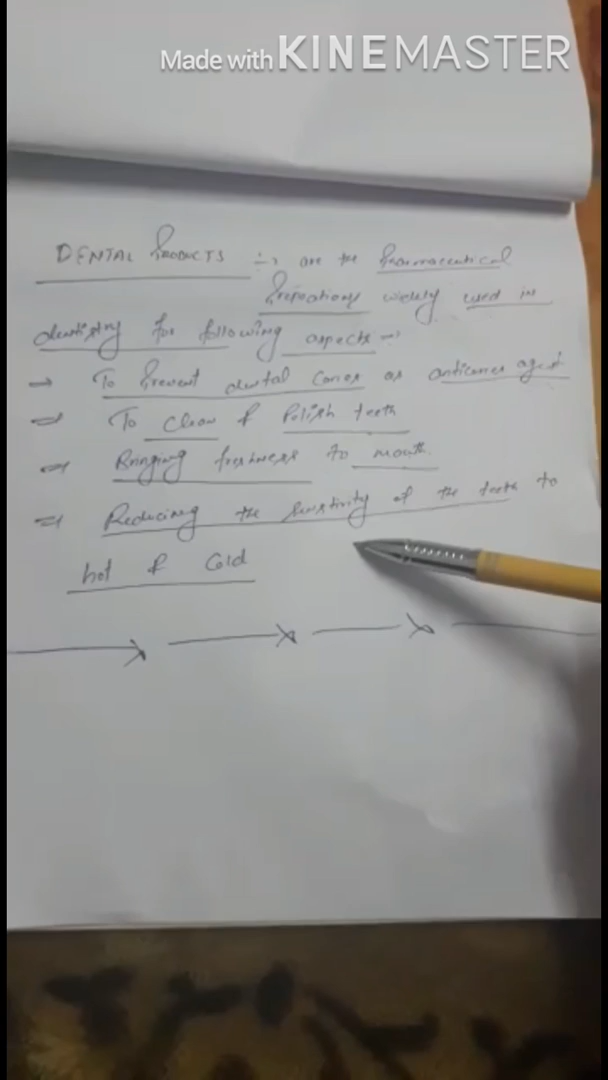 Made with KINEMASTER
DENTAL PRODUCTS :- are the Pharmaceutical
Preparations widely used in
dentistry for following aspects -
→ To Prevent dental caries as anticaries agent
→ To Clean & Polish teeth
→ Bringing freshness to mouth
→ Reducing the sensitivity of the teeth to
hot & Cold